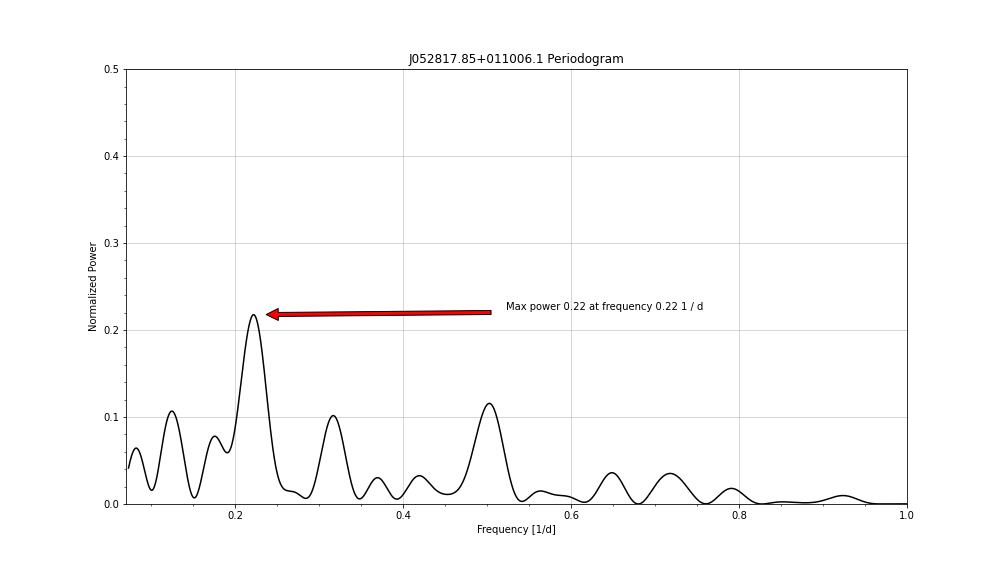 J052817.85+011006.1 Periodogram
0.5
0.4
0.3
0.2
0.1
0.0
Normalized Power
Max power 0.22 at frequency 0.22 1 / d
0.2 0.4 0.6 0.8 1.0
Frequency [1/d]